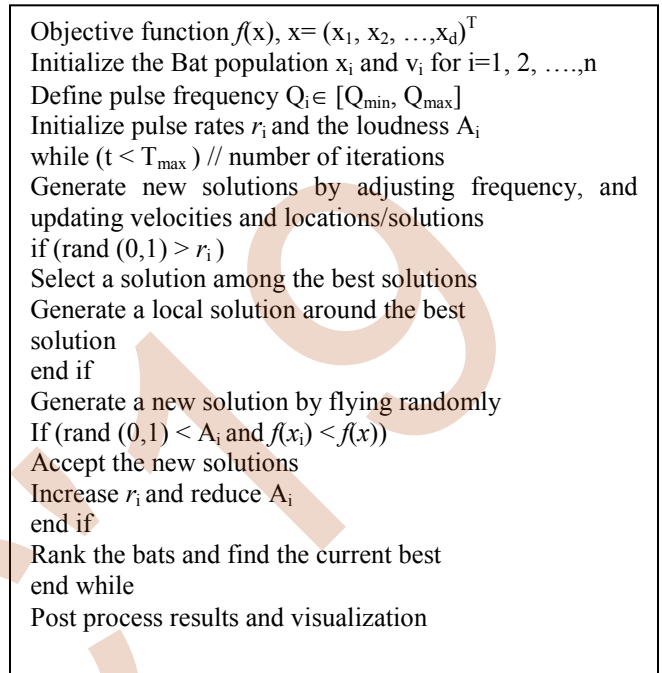 Objective function f(x), x= (x₁, x₂, …,x_d)ᵀ
Initialize the Bat population xᵢ and vᵢ for i=1, 2, ….,n
Define pulse frequency Qᵢ∈ [Q_min, Q_max]
Initialize pulse rates rᵢ and the loudness Aᵢ
while (t < T_max ) // number of iterations
Generate new solutions by adjusting frequency, and
updating velocities and locations/solutions
if (rand (0,1) > rᵢ )
Select a solution among the best solutions
Generate a local solution around the best
solution
end if
Generate a new solution by flying randomly
If (rand (0,1) < Aᵢ and f(xᵢ) < f(x))
Accept the new solutions
Increase rᵢ and reduce Aᵢ
end if
Rank the bats and find the current best
end while
Post process results and visualization
'19